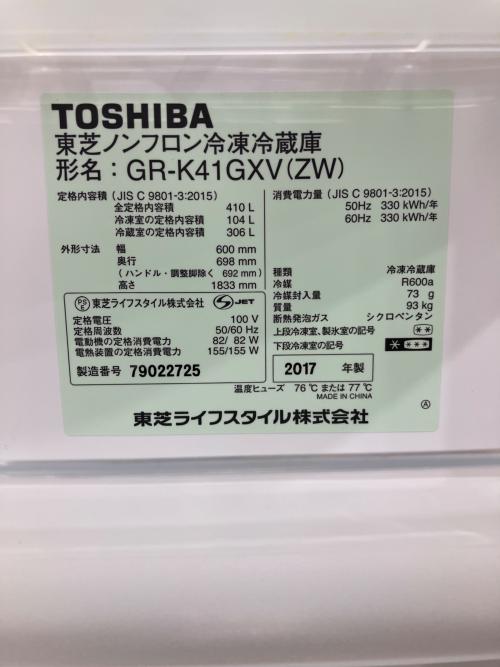 TOSHIBA
東芝ノンフロン冷凍冷蔵庫
形名：GR-K41GXV(ZW)
定格内容積（JIS C 9801-3:2015）
全定格内容積 410 L
冷凍室の定格内容積 104 L
冷蔵室の定格内容積 306 L
外形寸法 幅 600 mm
奥行 698 mm
（ハンドル・調整脚除く 692 mm）
高さ 1833 mm
PS E 東芝ライフスタイル株式会社 S JET
定格電圧 100 V
定格周波数 50/60 Hz
電動機の定格消費電力 82/ 82 W
電熱装置の定格消費電力 155/155 W
製造番号 79022725
消費電力量（JIS C 9801-3:2015）
50Hz 330 kWh/年
60Hz 330 kWh/年
種類 冷凍冷蔵庫
冷媒 R600a
冷媒封入量 73 g
質量 93 kg
断熱発泡ガス シクロペンタン
上段冷凍室、製氷室の記号 **
下段冷凍室の記号 * ***
2017 年製
温度ヒューズ 76 ℃ または 77 ℃
MADE IN CHINA
東芝ライフスタイル株式会社
Ⓐ